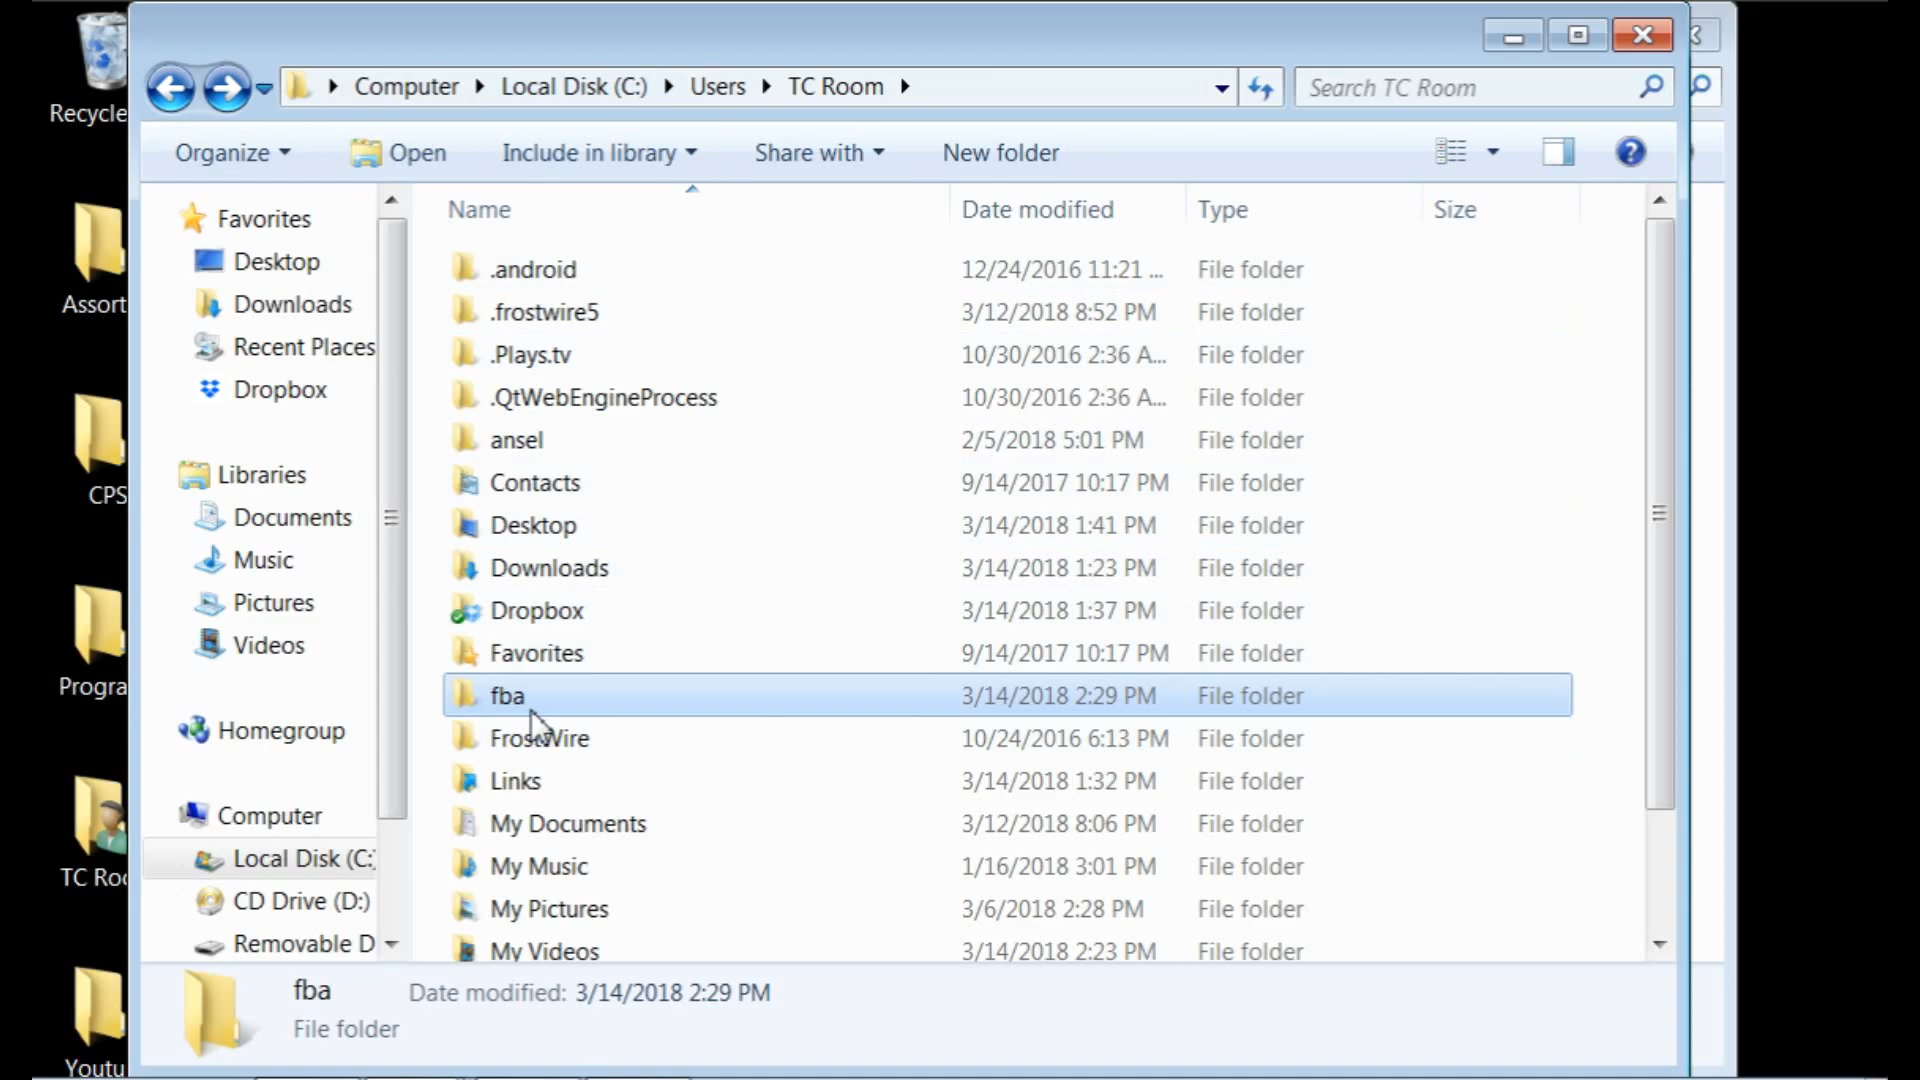 Recycle
Assort
CPS
Progra
TC Roo
Youtu
Computer
Local Disk (C:)
Users
TC Room
Search TC Room
Organize
Open
Include in library
Share with
New folder
Favorites
Desktop
Downloads
Recent Places
Dropbox
Libraries
Documents
Music
Pictures
Videos
Homegroup
Computer
Local Disk (C:)
CD Drive (D:)
Removable D
Name Date modified Type Size
.android 12/24/2016 11:21 ... File folder
.frostwire5 3/12/2018 8:52 PM File folder
.Plays.tv 10/30/2016 2:36 A... File folder
.QtWebEngineProcess 10/30/2016 2:36 A... File folder
ansel 2/5/2018 5:01 PM File folder
Contacts 9/14/2017 10:17 PM File folder
Desktop 3/14/2018 1:41 PM File folder
Downloads 3/14/2018 1:23 PM File folder
Dropbox 3/14/2018 1:37 PM File folder
Favorites 9/14/2017 10:17 PM File folder
fba 3/14/2018 2:29 PM File folder
FrostWire 10/24/2016 6:13 PM File folder
Links 3/14/2018 1:32 PM File folder
My Documents 3/12/2018 8:06 PM File folder
My Music 1/16/2018 3:01 PM File folder
My Pictures 3/6/2018 2:28 PM File folder
My Videos 3/14/2018 2:23 PM File folder
fba Date modified: 3/14/2018 2:29 PM
File folder